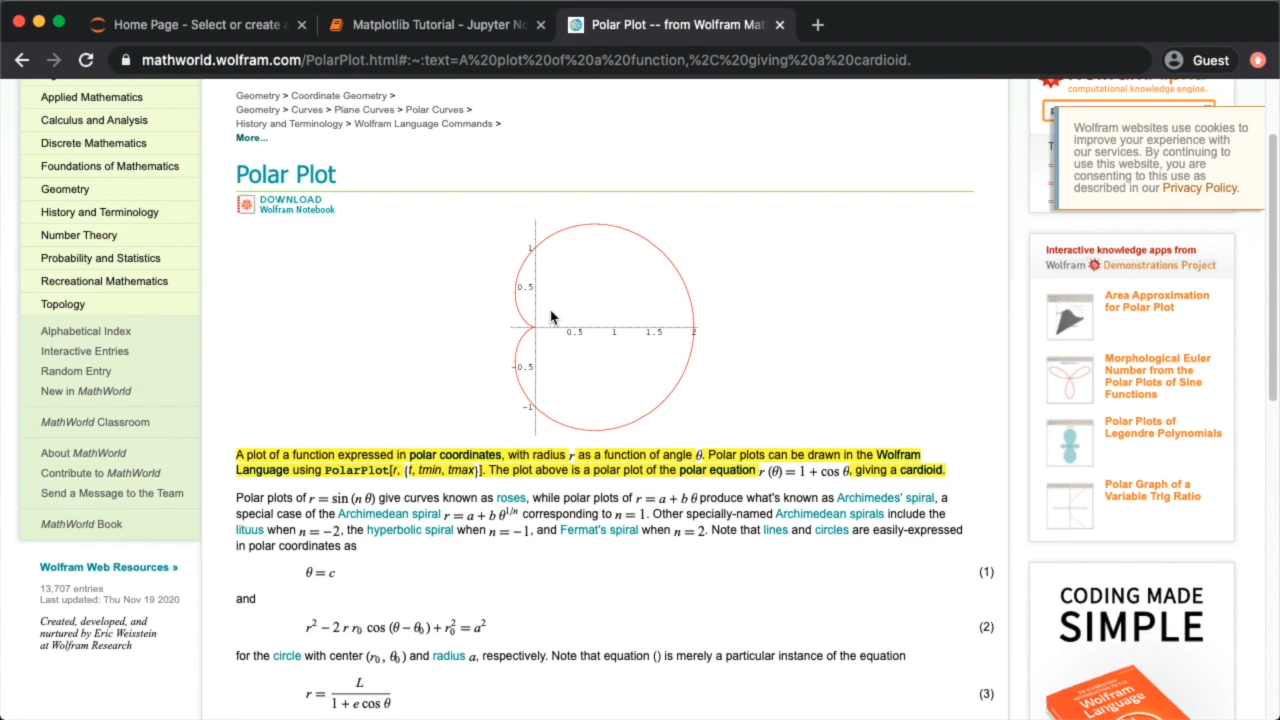 Home Page - Select or create a
Matplotlib Tutorial - Jupyter No
Polar Plot -- from Wolfram Mat
mathworld.wolfram.com/PolarPlot.html#:~:text=A%20plot%20of%20a%20function,%2C%20giving%20a%20cardioid.
Guest
Applied Mathematics
Calculus and Analysis
Discrete Mathematics
Foundations of Mathematics
Geometry
History and Terminology
Number Theory
Probability and Statistics
Recreational Mathematics
Topology
Alphabetical Index
Interactive Entries
Random Entry
New in MathWorld
MathWorld Classroom
About MathWorld
Contribute to MathWorld
Send a Message to the Team
MathWorld Book
Wolfram Web Resources »
13,707 entries
Last updated: Thu Nov 19 2020
Created, developed, and
nurtured by Eric Weisstein
at Wolfram Research
Geometry > Coordinate Geometry >
Geometry > Curves > Plane Curves > Polar Curves >
History and Terminology > Wolfram Language Commands >
More...
Polar Plot
DOWNLOAD
Wolfram Notebook
1
0.5
0.5 1 1.5 2
-0.5
-1
A plot of a function expressed in polar coordinates, with radius r as a function of angle θ. Polar plots can be drawn in the Wolfram
Language using PolarPlot[r, {t, tmin, tmax}]. The plot above is a polar plot of the polar equation r (θ) = 1 + cos θ, giving a cardioid.
Polar plots of r = sin (n θ) give curves known as roses, while polar plots of r = a + b θ produce what's known as Archimedes' spiral, a
special case of the Archimedean spiral r = a + b θ^1/n corresponding to n = 1. Other specially-named Archimedean spirals include the
lituus when n = −2, the hyperbolic spiral when n = −1, and Fermat's spiral when n = 2. Note that lines and circles are easily-expressed
in polar coordinates as
θ = c (1)
and
r² − 2 r r₀ cos (θ − θ₀) + r₀² = a² (2)
for the circle with center (r₀, θ₀) and radius a, respectively. Note that equation () is merely a particular instance of the equation
r = L / (1 + e cos θ) (3)
computational knowledge engine.
Wolfram websites use cookies to
improve your experience with
our services. By continuing to
use this website, you are
consenting to this use as
described in our Privacy Policy.
Interactive knowledge apps from
Wolfram Demonstrations Project
Area Approximation
for Polar Plot
Morphological Euler
Number from the
Polar Plots of Sine
Functions
Polar Plots of
Legendre Polynomials
Polar Graph of a
Variable Trig Ratio
CODING MADE
SIMPLE
Wolfram
Language